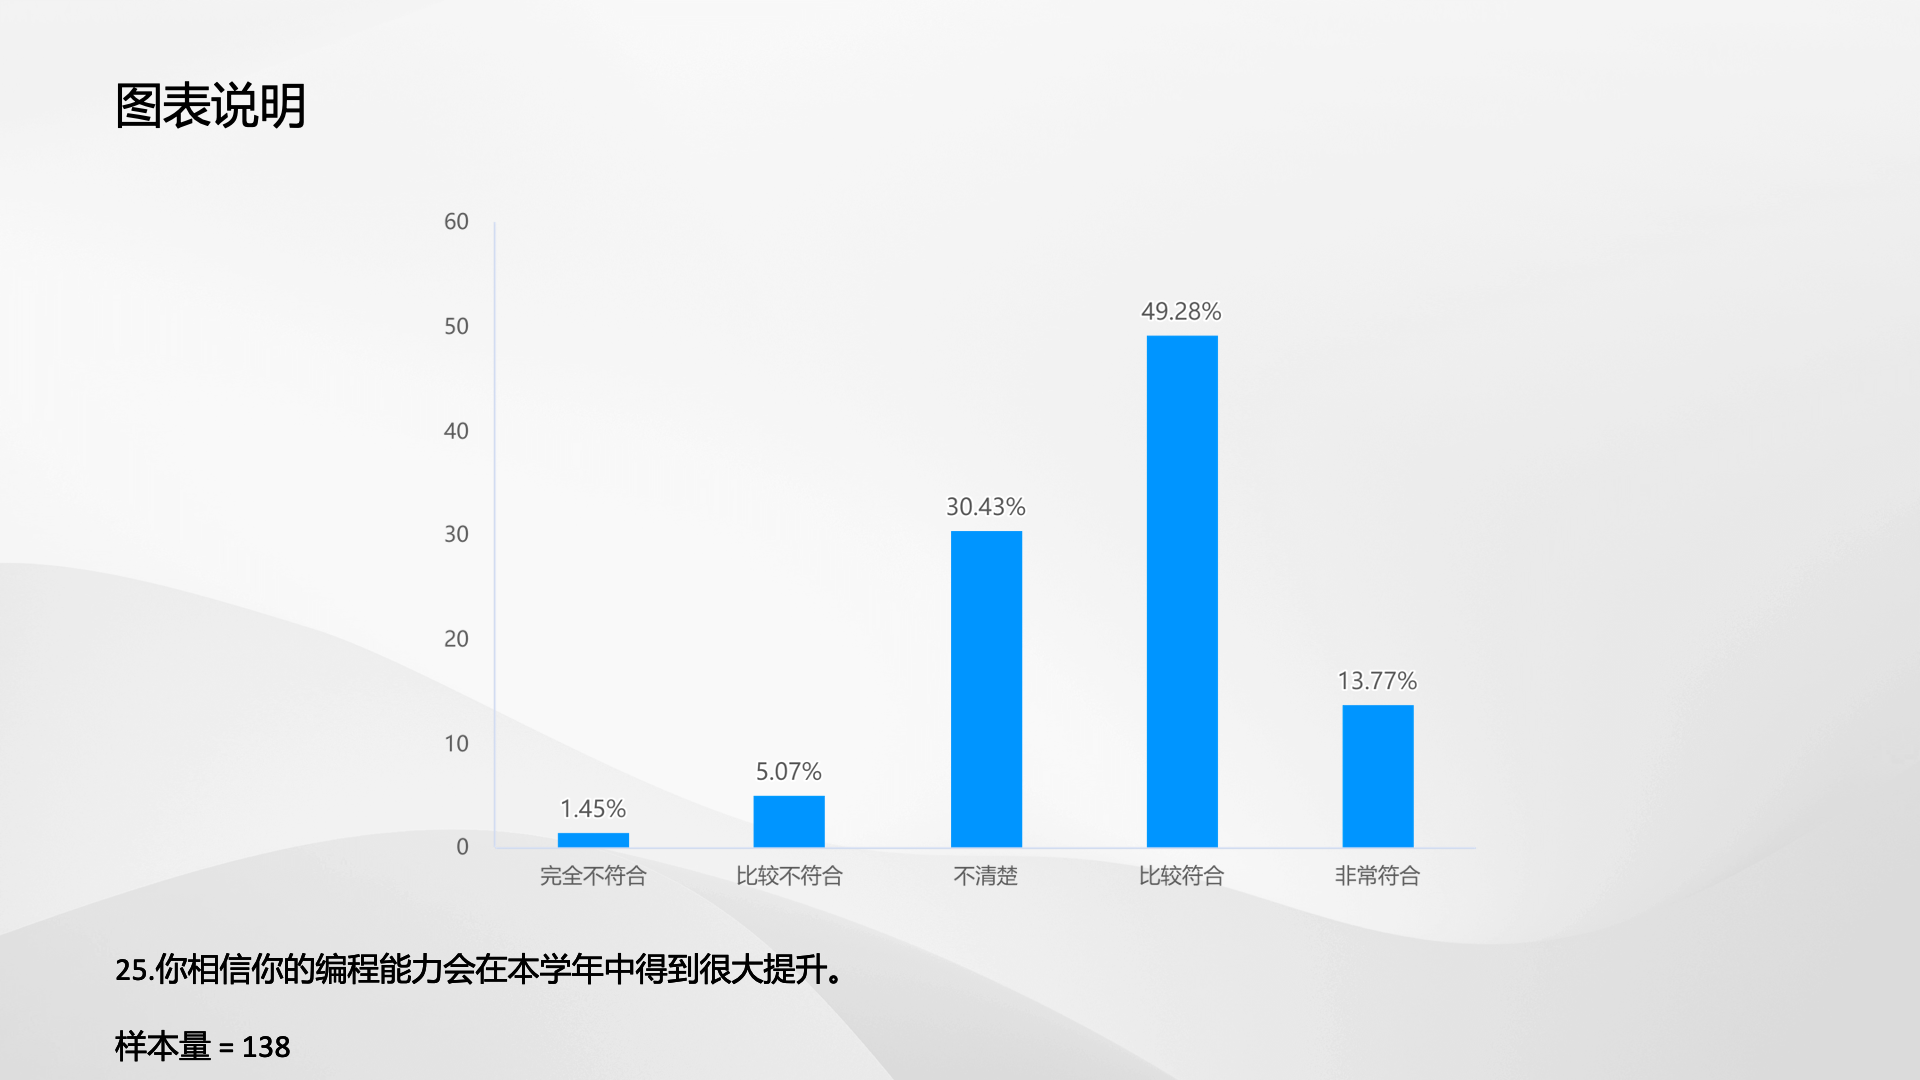 图表说明
60
50
40
30
20
10
0
1.45%
5.07%
30.43%
49.28%
13.77%
完全不符合
比较不符合
不清楚
比较符合
非常符合
25.你相信你的编程能力会在本学年中得到很大提升。
样本量 = 138